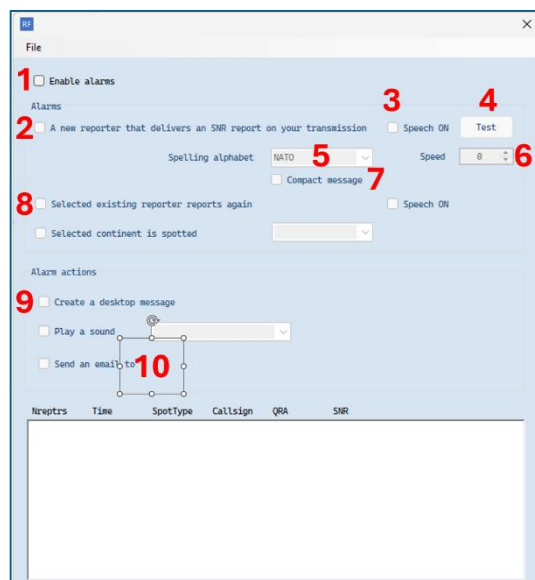 RF
File
1 Enable alarms
Alarms
3 4
2 A new reporter that delivers an SNR report on your transmission Speech ON Test
Spelling alphabet NATO 5 Speed 0 6
Compact message 7
8 Selected existing reporter reports again Speech ON
Selected continent is spotted
Alarm actions
9 Create a desktop message
Play a sound
Send an email to 10
Nreptrs Time SpotType Callsign QRA SNR